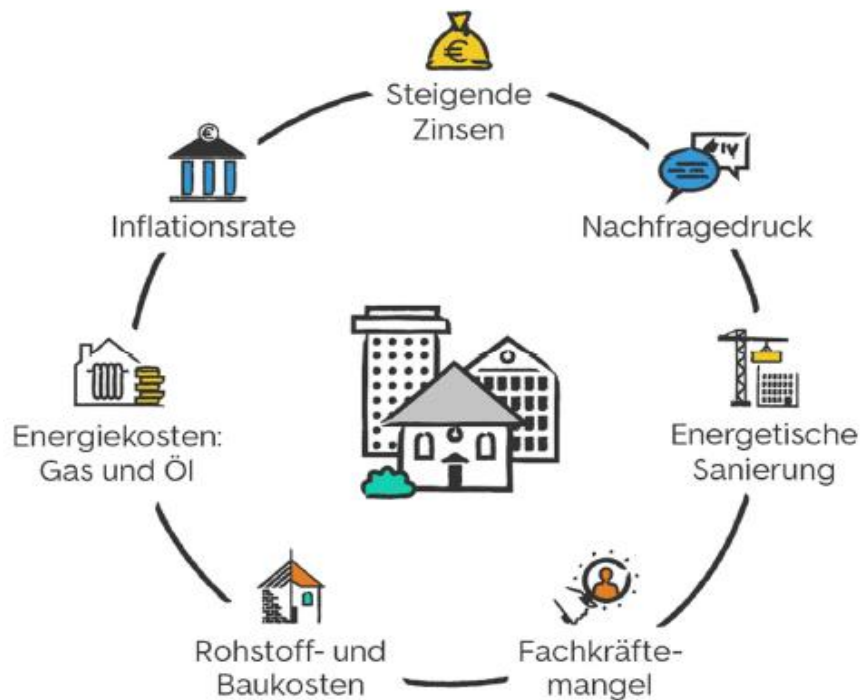 Steigende
Zinsen
Nachfragedruck
Energetische
Sanierung
Fachkräfte-
mangel
Rohstoff- und
Baukosten
Energiekosten:
Gas und Öl
Inflationsrate